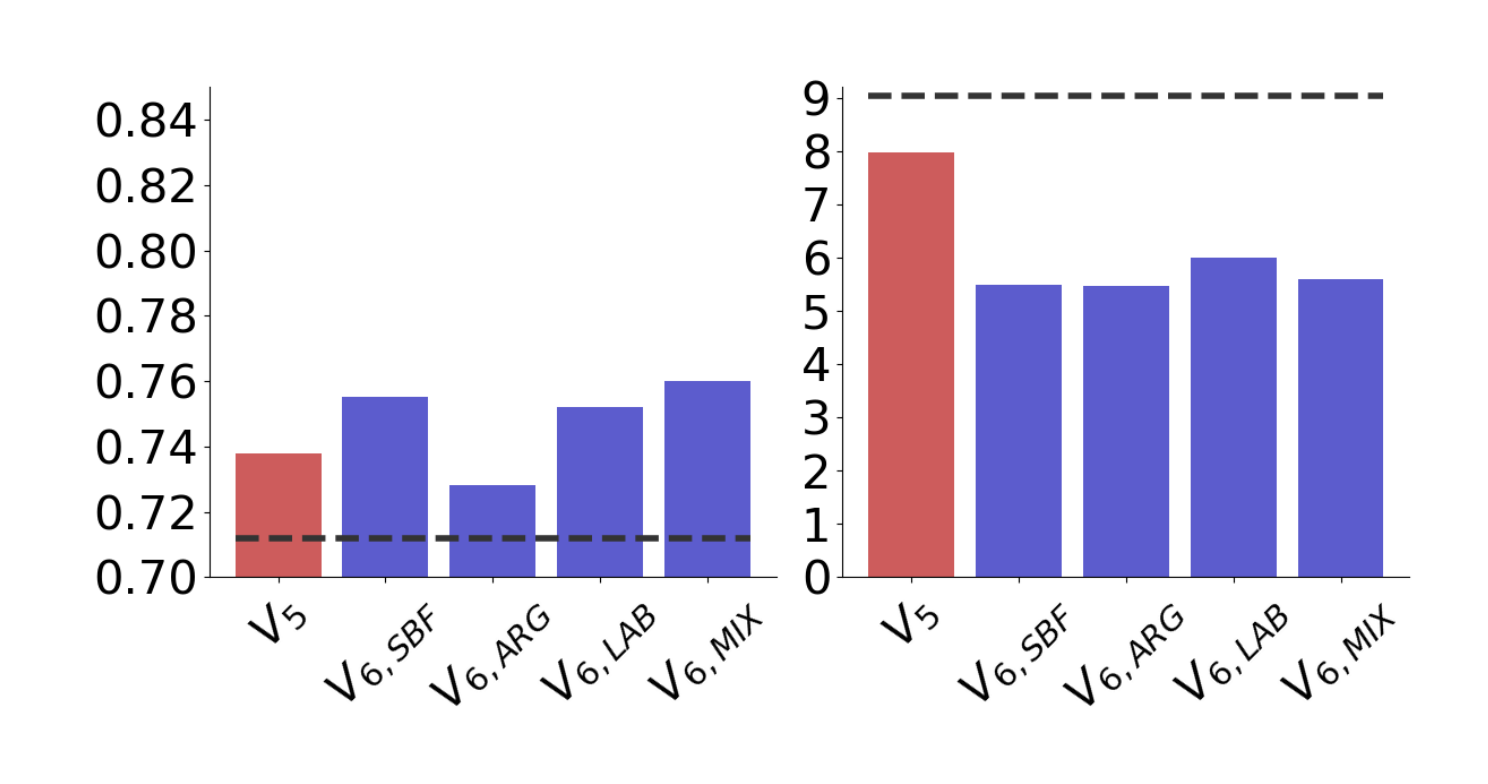 0.84
0.82
0.80
0.78
0.76
0.74
0.72
0.70
V5
V6, SBF
V6, ARG
V6, LAB
V6, MIX
9
8
7
6
5
4
3
2
1
0
V5
V6, SBF
V6, ARG
V6, LAB
V6, MIX